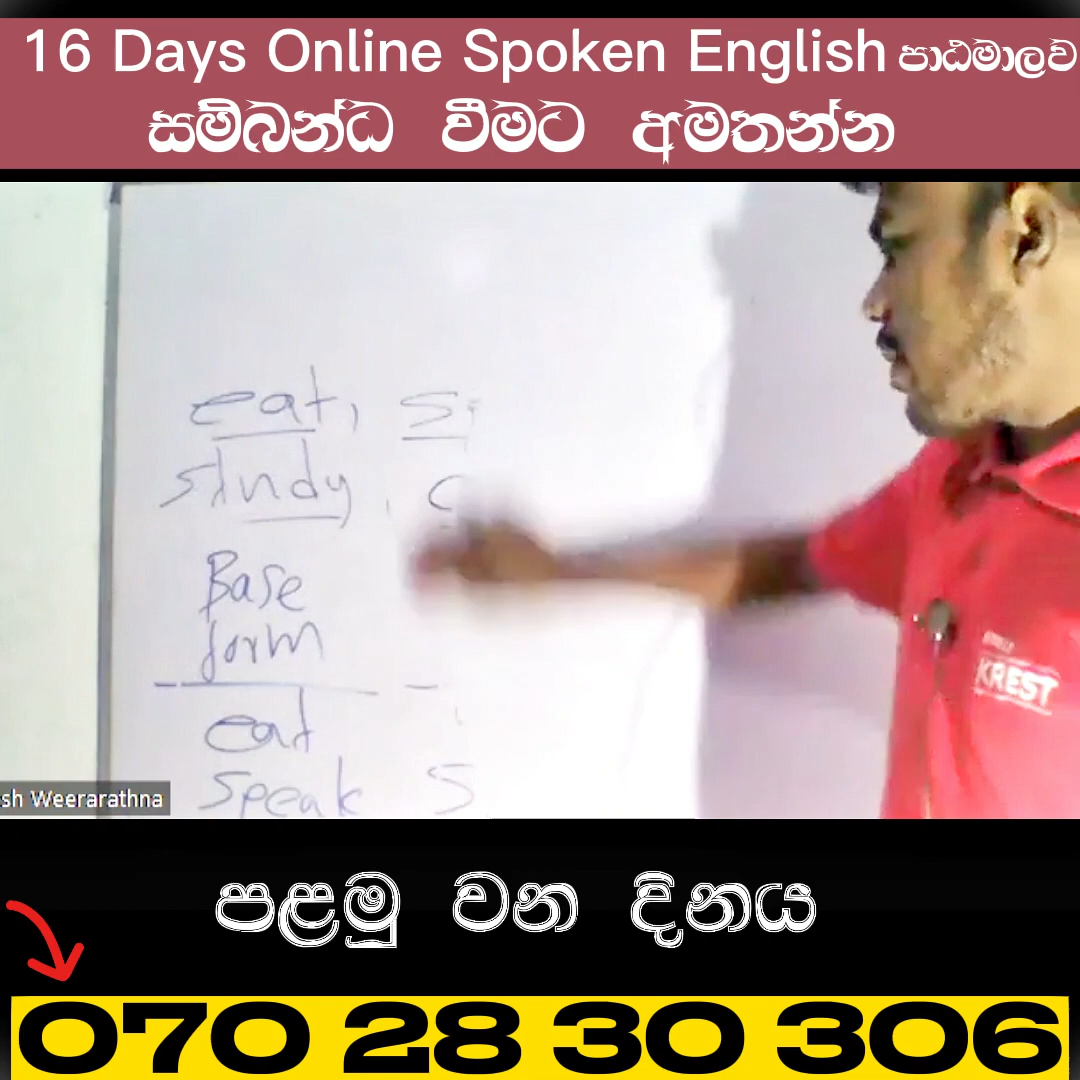 16 Days Online Spoken English පාඨමාලව
සම්බන්ධ වීමට අමතන්න
eat,
study,
Base
form
eat
speak
sh Weerarathna
KREST
පළමු වන දිනය
070 28 30 306